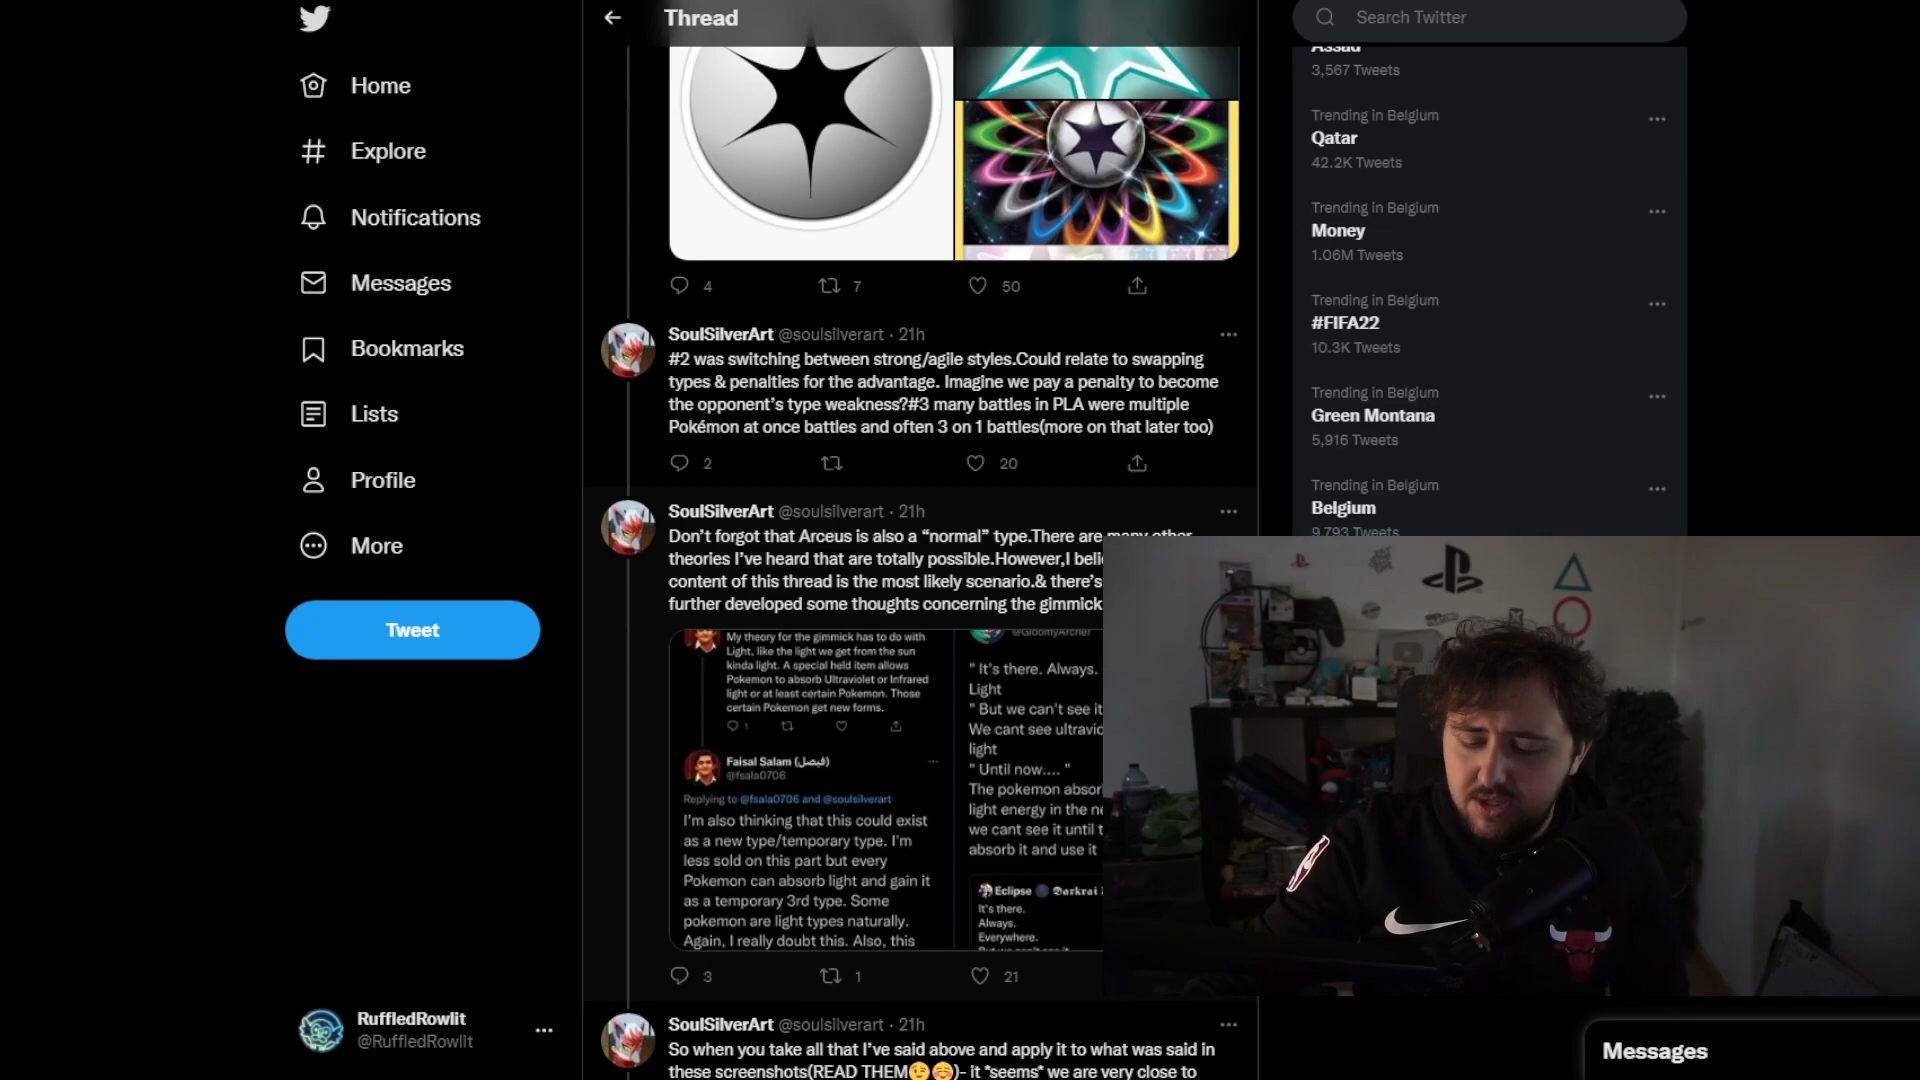 Home
Explore
Notifications
Messages
Bookmarks
Lists
Profile
More
Tweet
RuffledRowlit
@RuffledRowlit
Thread
4
7
50
SoulSilverArt @soulsilverart · 21h
#2 was switching between strong/agile styles.Could relate to swapping
types & penalties for the advantage. Imagine we pay a penalty to become
the opponent's type weakness?#3 many battles in PLA were multiple
Pokémon at once battles and often 3 on 1 battles(more on that later too)
2
20
SoulSilverArt @soulsilverart · 21h
Don't forgot that Arceus is also a “normal” type.There are many other
theories I've heard that are totally possible.However,I beli
content of this thread is the most likely scenario.& there's
further developed some thoughts concerning the gimmick
My theory for the gimmick has to do with
Light, like the light we get from the sun
kinda light. A special held item allows
Pokemon to absorb Ultraviolet or Infrared
light or at least certain Pokemon. Those
certain Pokemon get new forms.
1
Faisal Salam (فيصل)
@fsala0706
Replying to @fsala0706 and @soulsilverart
I'm also thinking that this could exist
as a new type/temporary type. I'm
less sold on this part but every
Pokemon can absorb light and gain it
as a temporary 3rd type. Some
pokemon are light types naturally.
Again, I really doubt this. Also, this
@GloomyArcher
" It's there. Always.
Light
" But we can't see it
We cant see ultravio
light
" Until now.... "
The pokemon absor
light energy in the ne
we cant see it until t
absorb it and use it
Eclipse 🌑 Darkrai
It's there.
Always.
Everywhere.
But we can't see it
3
1
21
SoulSilverArt @soulsilverart · 21h
So when you take all that I've said above and apply it to what was said in
these screenshots(READ THEM😉☺️)- it *seems* we are very close to
Search Twitter
Assad
3,567 Tweets
Trending in Belgium
Qatar
42.2K Tweets
Trending in Belgium
Money
1.06M Tweets
Trending in Belgium
#FIFA22
10.3K Tweets
Trending in Belgium
Green Montana
5,916 Tweets
Trending in Belgium
Belgium
9,793 Tweets
Messages